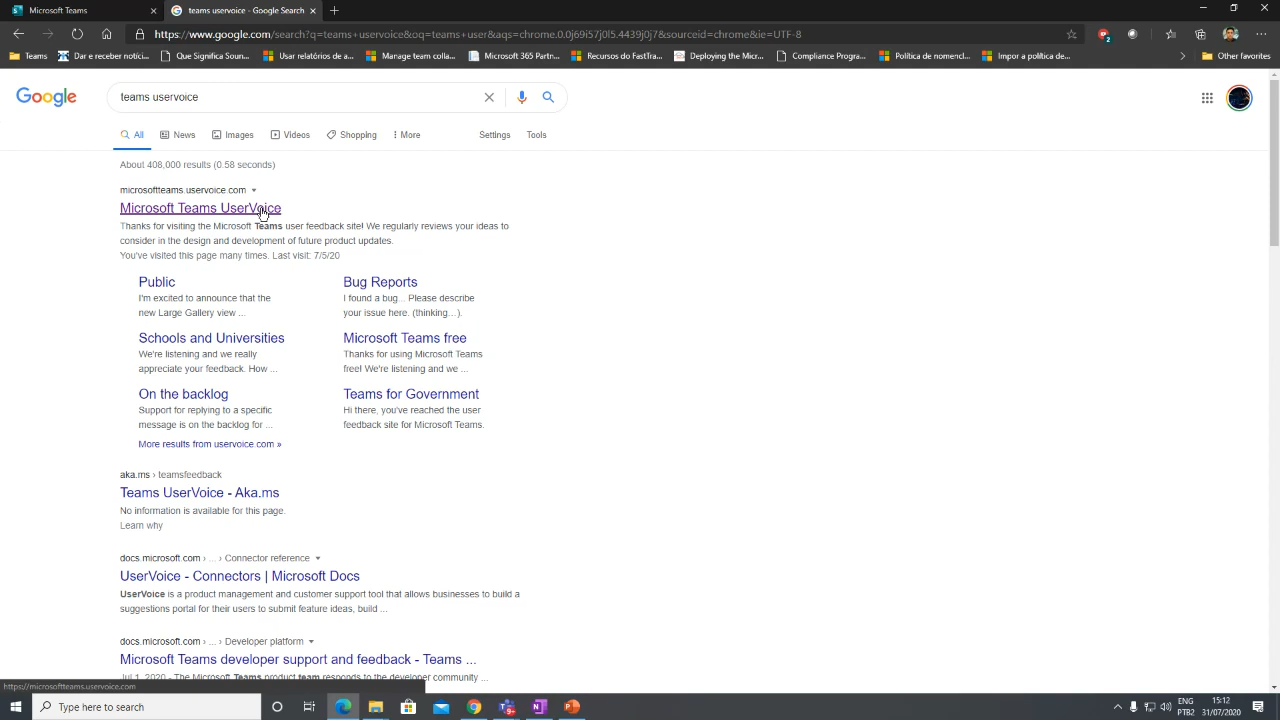 Microsoft Teams
teams uservoice - Google Search
https://www.google.com/search?q=teams+uservoice&oq=teams+user&aqs=chrome.0.0j69i57j0l5.4439j0j7&sourceid=chrome&ie=UTF-8
2
Teams
Dar e receber notíci...
Que Significa Soun...
Usar relatórios de a...
Manage team colla...
Microsoft 365 Partn...
Recursos do FastTra...
Deploying the Micr...
Compliance Progra...
Política de nomencl...
Impor a política de...
Other favorites
Google
teams uservoice
All
News
Images
Videos
Shopping
More
Settings
Tools
About 408,000 results (0.58 seconds)
microsoftteams.uservoice.com
Microsoft Teams UserVoice
Thanks for visiting the Microsoft Teams user feedback site! We regularly reviews your ideas to
consider in the design and development of future product updates.
You've visited this page many times. Last visit: 7/5/20
Public
I'm excited to announce that the
new Large Gallery view ...
Bug Reports
I found a bug... Please describe
your issue here. (thinking...).
Schools and Universities
We're listening and we really
appreciate your feedback. How ...
Microsoft Teams free
Thanks for using Microsoft Teams
free! We're listening and we ...
On the backlog
Support for replying to a specific
message is on the backlog for ...
Teams for Government
Hi there, you've reached the user
feedback site for Microsoft Teams.
More results from uservoice.com »
aka.ms › teamsfeedback
Teams UserVoice - Aka.ms
No information is available for this page.
Learn why
docs.microsoft.com › ... › Connector reference
UserVoice - Connectors | Microsoft Docs
UserVoice is a product management and customer support tool that allows businesses to build a
suggestions portal for their users to submit feature ideas, build ...
docs.microsoft.com › ... › Developer platform
Microsoft Teams developer support and feedback - Teams ...
Jul 1, 2020 - The Microsoft Teams product team responds to the developer community ...
https://microsoftteams.uservoice.com
Type here to search
ENG
PTB2
15:12
31/07/2020